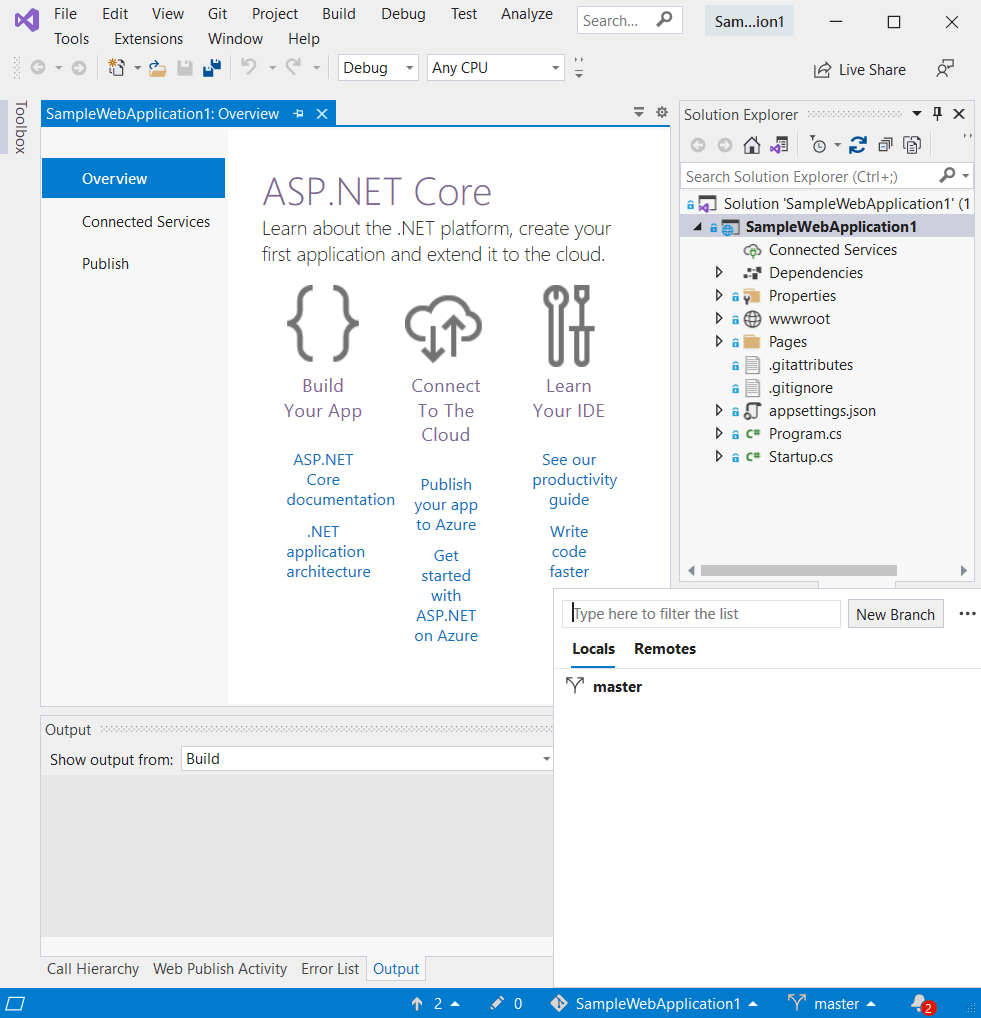 File Edit View Git Project Build Debug Test Analyze
Tools Extensions Window Help
Search...
Sam...ion1
Debug Any CPU
Live Share
Toolbox
SampleWebApplication1: Overview
Overview
Connected Services
Publish
ASP.NET Core
Learn about the .NET platform, create your
first application and extend it to the cloud.
Build
Your App
ASP.NET
Core
documentation
.NET
application
architecture
Connect
To The
Cloud
Publish
your app
to Azure
Get
started
with
ASP.NET
on Azure
Learn
Your IDE
See our
productivity
guide
Write
code
faster
Solution Explorer
Search Solution Explorer (Ctrl+;)
Solution 'SampleWebApplication1' (1
SampleWebApplication1
Connected Services
Dependencies
Properties
wwwroot
Pages
.gitattributes
.gitignore
appsettings.json
C# Program.cs
C# Startup.cs
Type here to filter the list
New Branch
Locals Remotes
master
Output
Show output from: Build
Call Hierarchy Web Publish Activity Error List Output
2 0 SampleWebApplication1 master 2